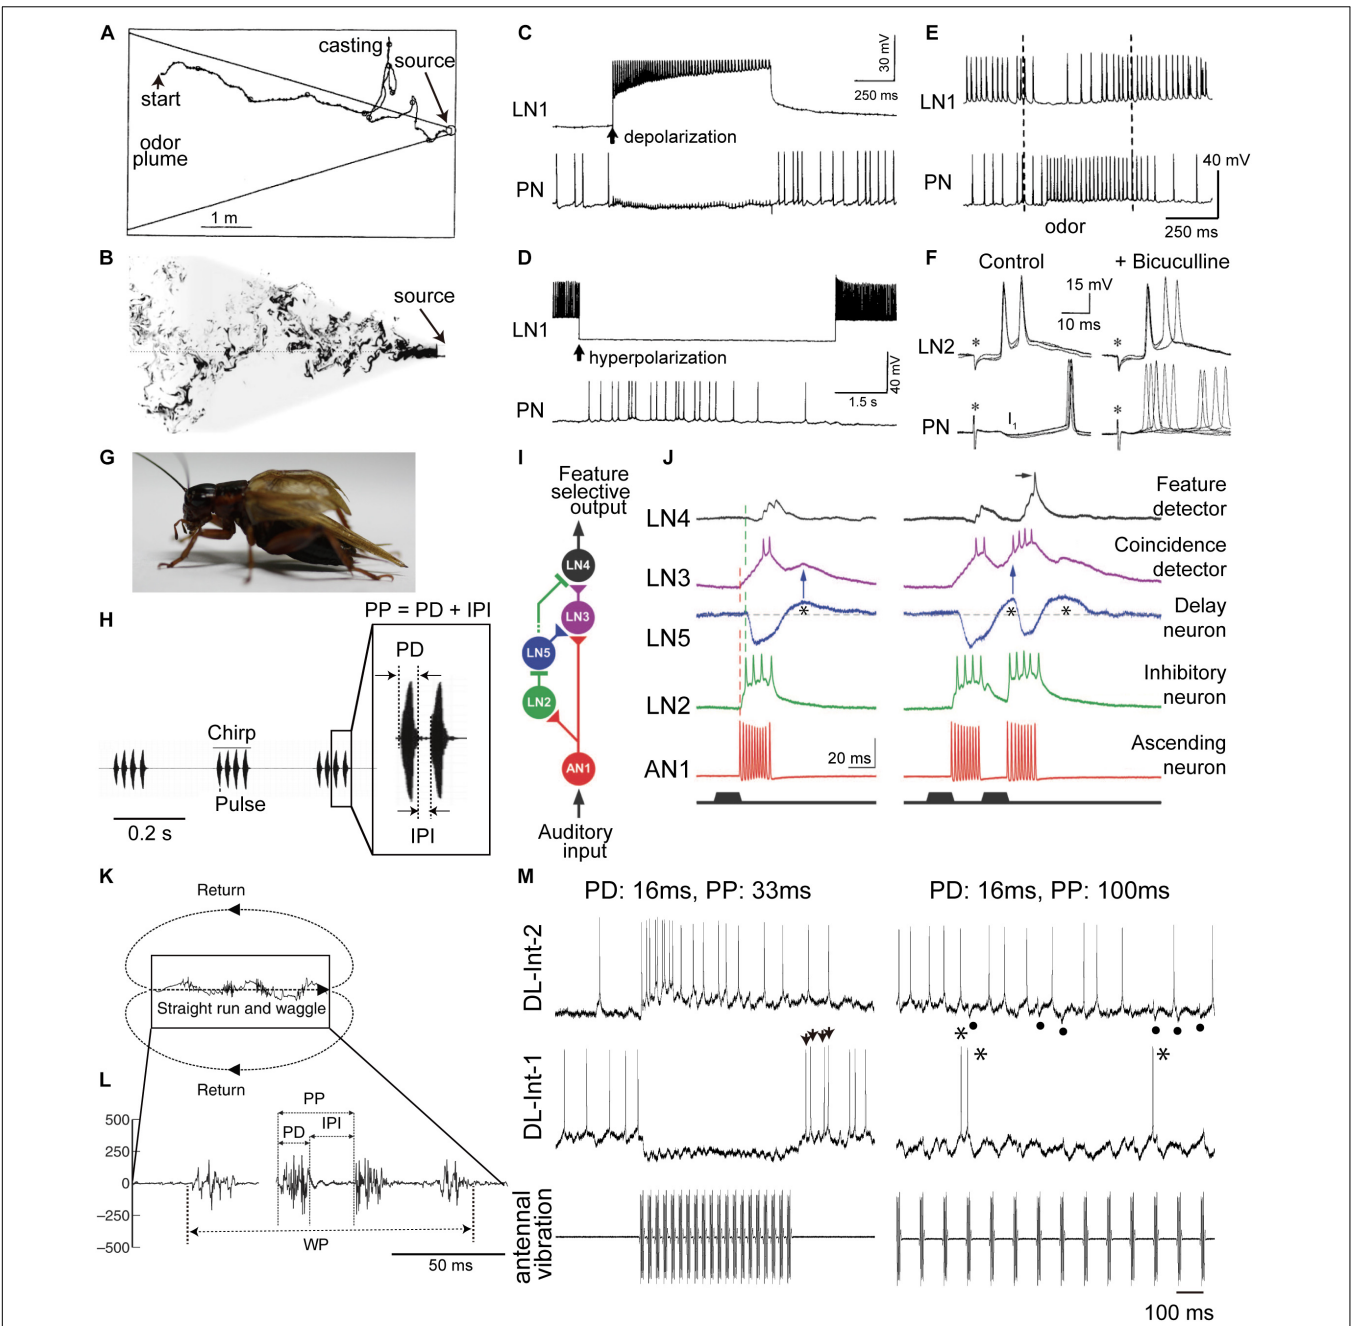 A
casting
source
start
odor
plume
1 m
B
source
C
LN1
30 mV
250 ms
depolarization
PN
D
LN1
hyperpolarization
40 mV
1.5 s
PN
E
LN1
PN
40 mV
odor
250 ms
F
Control
+ Bicuculline
15 mV
10 ms
LN2
*
*
PN
*
I1
*
G
H
PP = PD + IPI
PD
Chirp
Pulse
IPI
0.2 s
I
Feature
selective
output
LN4
LN3
LN5
LN2
AN1
Auditory
input
J
LN4
Feature
detector
LN3
Coincidence
detector
LN5
*
*
*
Delay
neuron
LN2
Inhibitory
neuron
AN1
20 ms
Ascending
neuron
K
Return
Straight run and waggle
Return
L
500
250
0
−250
−500
PP
PD
IPI
WP
50 ms
M
PD: 16ms, PP: 33ms
PD: 16ms, PP: 100ms
DL-Int-2
DL-Int-1
*
*
*
antennal
vibration
100 ms